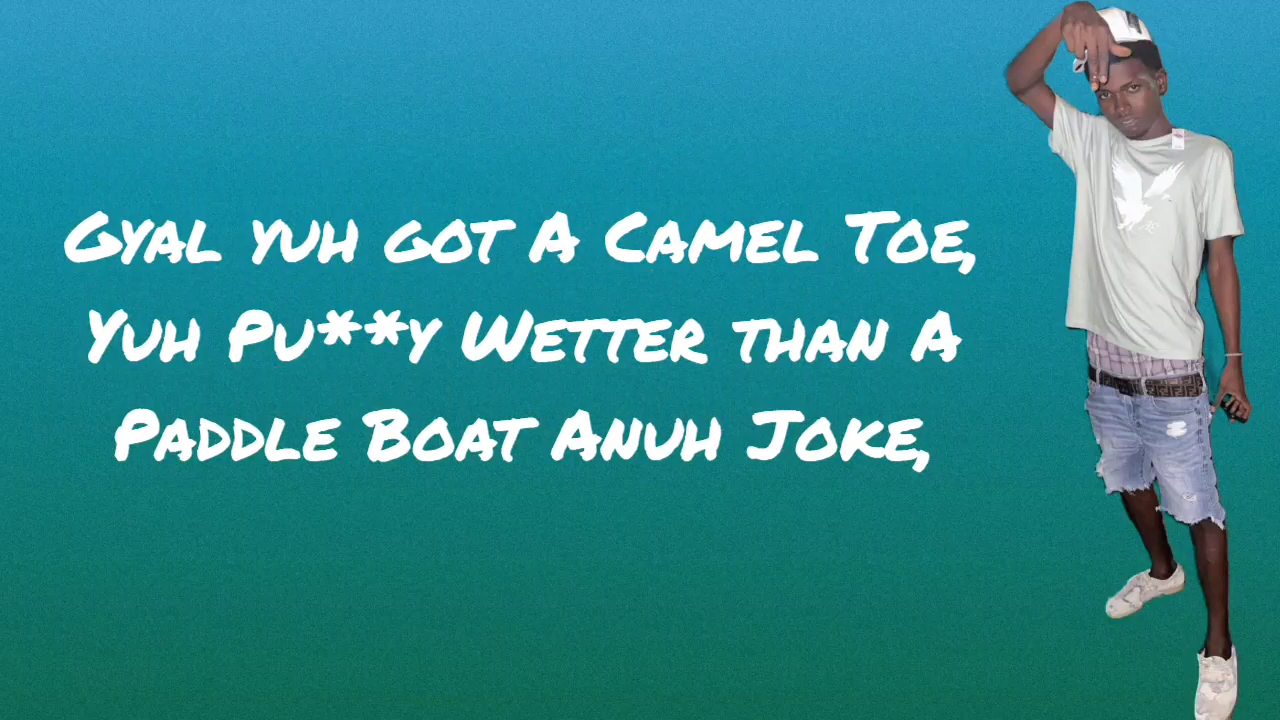 Gyal yuh got A Camel Toe,
Yuh Pu**y Wetter than A
Paddle Boat Anuh Joke,